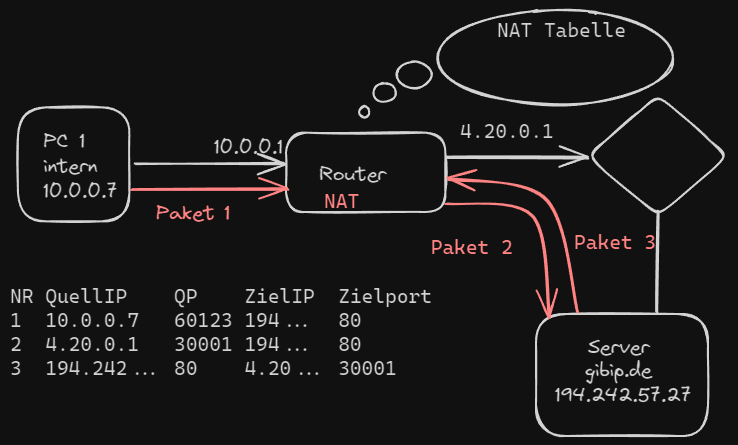 NAT Tabelle
4.20.0.1
PC 1
intern
10.0.0.7
10.0.0.1
Router
NAT
Paket 1
Paket 2
Paket 3
NR QuellIP QP ZielIP Zielport
1 10.0.0.7 60123 194... 80
2 4.20.0.1 30001 194... 80
3 194.242... 80 4.20... 30001
Server
gibip.de
194.242.57.27